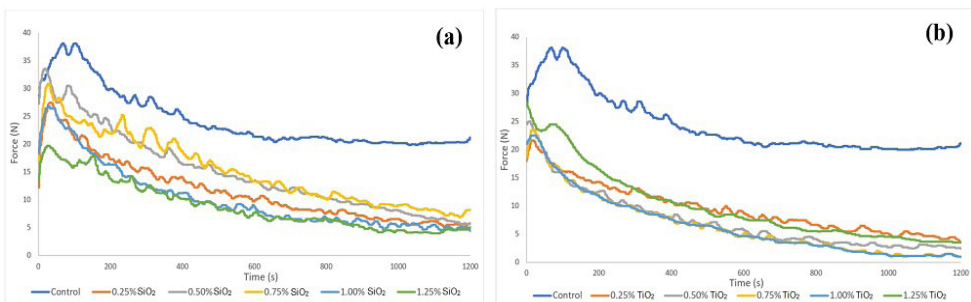 (a)
40
35
30
25
20
15
10
5
0
Force (N)
0 200 400 600 800 1000 1200
Time (s)
Control 0.25% SiO₂ 0.50% SiO₂ 0.75% SiO₂ 1.00% SiO₂ 1.25% SiO₂
(b)
40
35
30
25
20
15
10
5
0
Force (N)
0 200 400 600 800 1000 1200
Time (s)
Control 0.25% TiO₂ 0.50% TiO₂ 0.75% TiO₂ 1.00% TiO₂ 1.25% TiO₂